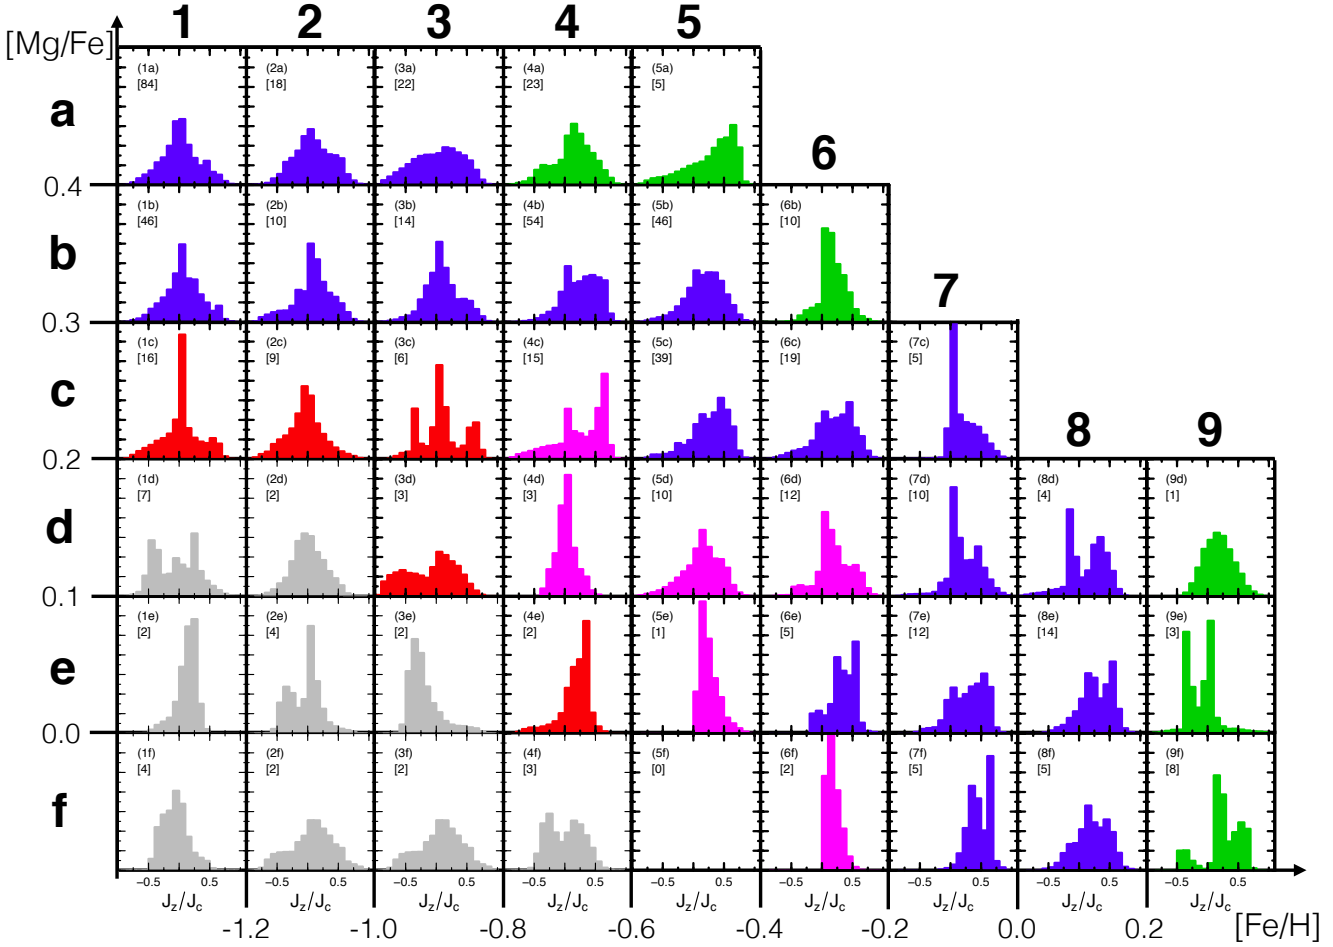 1 2 3 4 5
[Mg/Fe]
(1a) (2a) (3a) (4a) (5a)
[84] [18] [22] [23] [5]
a
6
0.4
(1b) (2b) (3b) (4b) (5b) (6b)
[46] [10] [14] [54] [46] [10]
b
7
0.3
(1c) (2c) (3c) (4c) (5c) (6c) (7c)
[16] [9] [6] [15] [39] [19] [5]
c
8 9
0.2
(1d) (2d) (3d) (4d) (5d) (6d) (7d) (8d) (9d)
[7] [2] [3] [3] [10] [12] [10] [4] [1]
d
0.1
(1e) (2e) (3e) (4e) (5e) (6e) (7e) (8e) (9e)
[2] [4] [2] [2] [1] [5] [12] [14] [3]
e
0.0
(1f) (2f) (3f) (4f) (5f) (6f) (7f) (8f) (9f)
[4] [2] [2] [3] [0] [2] [5] [5] [8]
f
-0.5 0.5 -0.5 0.5 -0.5 0.5 -0.5 0.5 -0.5 0.5 -0.5 0.5 -0.5 0.5 -0.5 0.5 -0.5 0.5
Jz/Jc Jz/Jc Jz/Jc Jz/Jc Jz/Jc Jz/Jc Jz/Jc Jz/Jc Jz/Jc
-1.2 -1.0 -0.8 -0.6 -0.4 -0.2 0.0 0.2 [Fe/H]